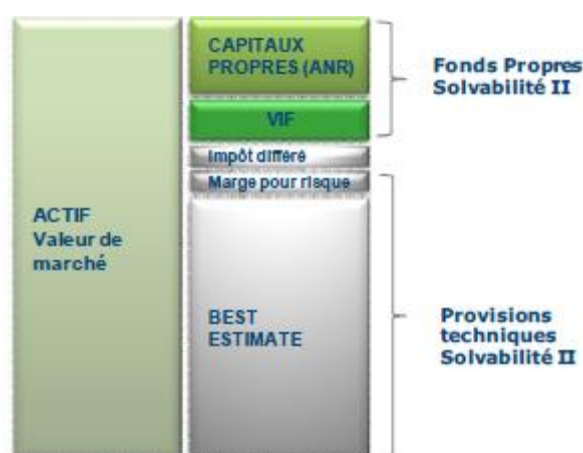 CAPITAUX
PROPRES (ANR)
Fonds Propres
Solvabilité II
VIF
Impôt différé
Marge pour risque
ACTIF
Valeur de
marché
BEST
ESTIMATE
Provisions
techniques
Solvabilité II